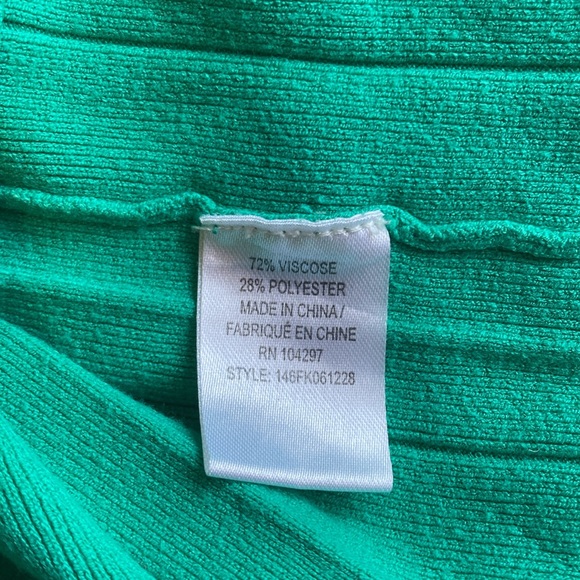 72% VISCOSE
28% POLYESTER
MADE IN CHINA /
FABRIQUÉ EN CHINE
RN 104297
STYLE: 146FK061228